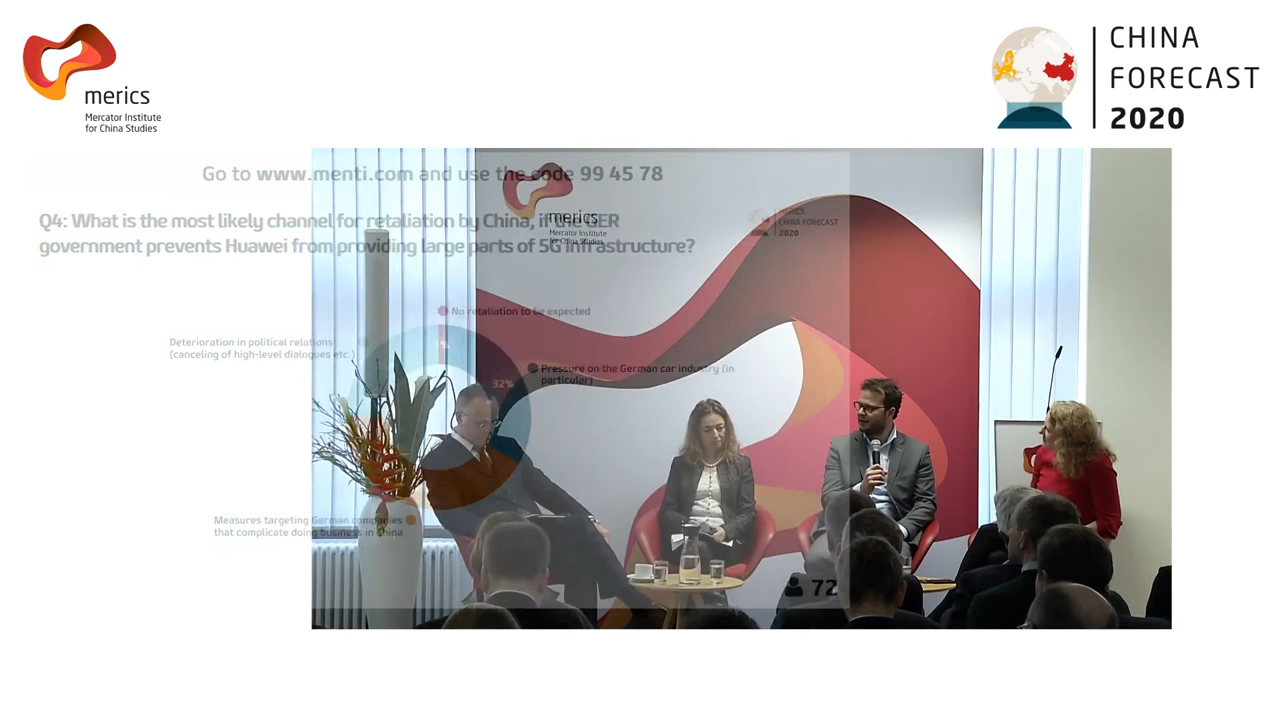 merics
Mercator Institute
for China Studies
CHINA
FORECAST
2020
Go to www.menti.com and use the code 99 45 78
Q4: What is the most likely channel for retaliation by China, if the GER
government prevents Huawei from providing large parts of 5G infrastructure?
merics
Mercator Institute
for China Studies
MERICS
CHINA FORECAST
2020
No retaliation to be expected
Deterioration in political relations
(canceling of high-level dialogues etc.)
Pressure on the German car industry (in
particular)
32%
Measures targeting German companies
that complicate doing business in China
72